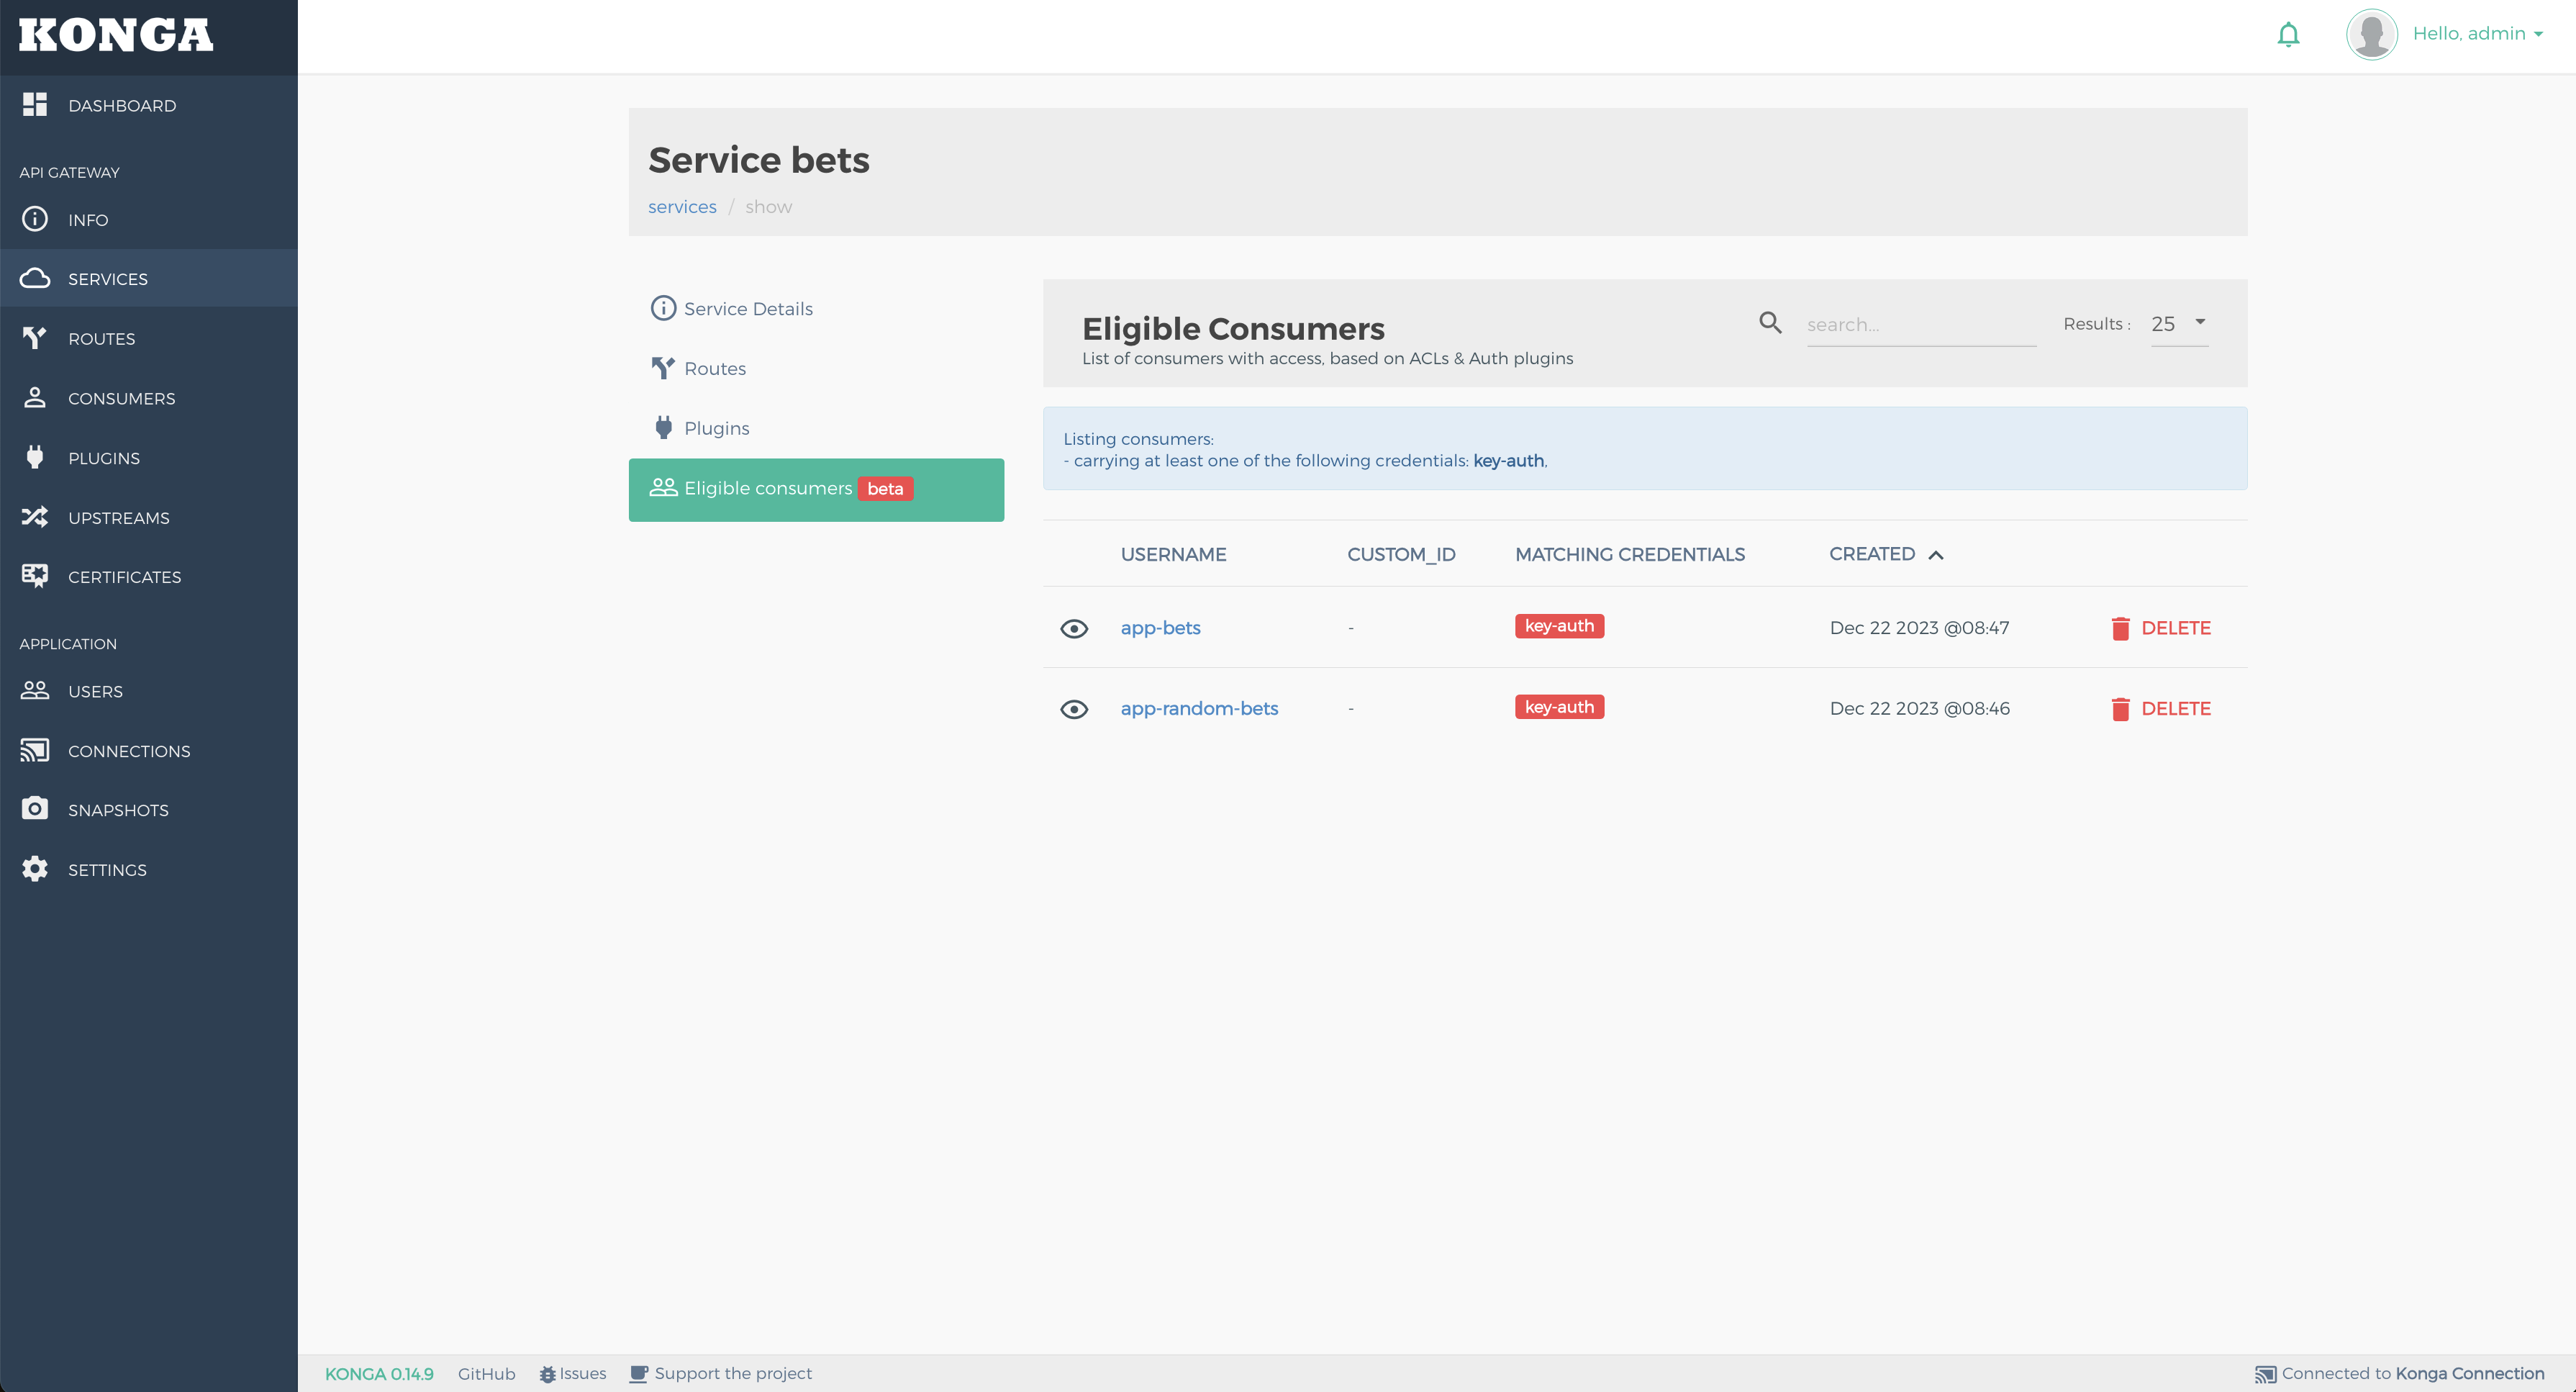 KONGA
Hello, admin
DASHBOARD
API GATEWAY
INFO
SERVICES
ROUTES
CONSUMERS
PLUGINS
UPSTREAMS
CERTIFICATES
APPLICATION
USERS
CONNECTIONS
SNAPSHOTS
SETTINGS
Service bets
services / show
Service Details
Routes
Plugins
Eligible consumers beta
Eligible Consumers
List of consumers with access, based on ACLs & Auth plugins
search...
Results : 25
Listing consumers:
- carrying at least one of the following credentials: key-auth.
USERNAME CUSTOM_ID MATCHING CREDENTIALS CREATED
app-bets - key-auth Dec 22 2023 @08:47 DELETE
app-random-bets - key-auth Dec 22 2023 @08:46 DELETE
KONGA 0.14.9 GitHub Issues Support the project Connected to Konga Connection